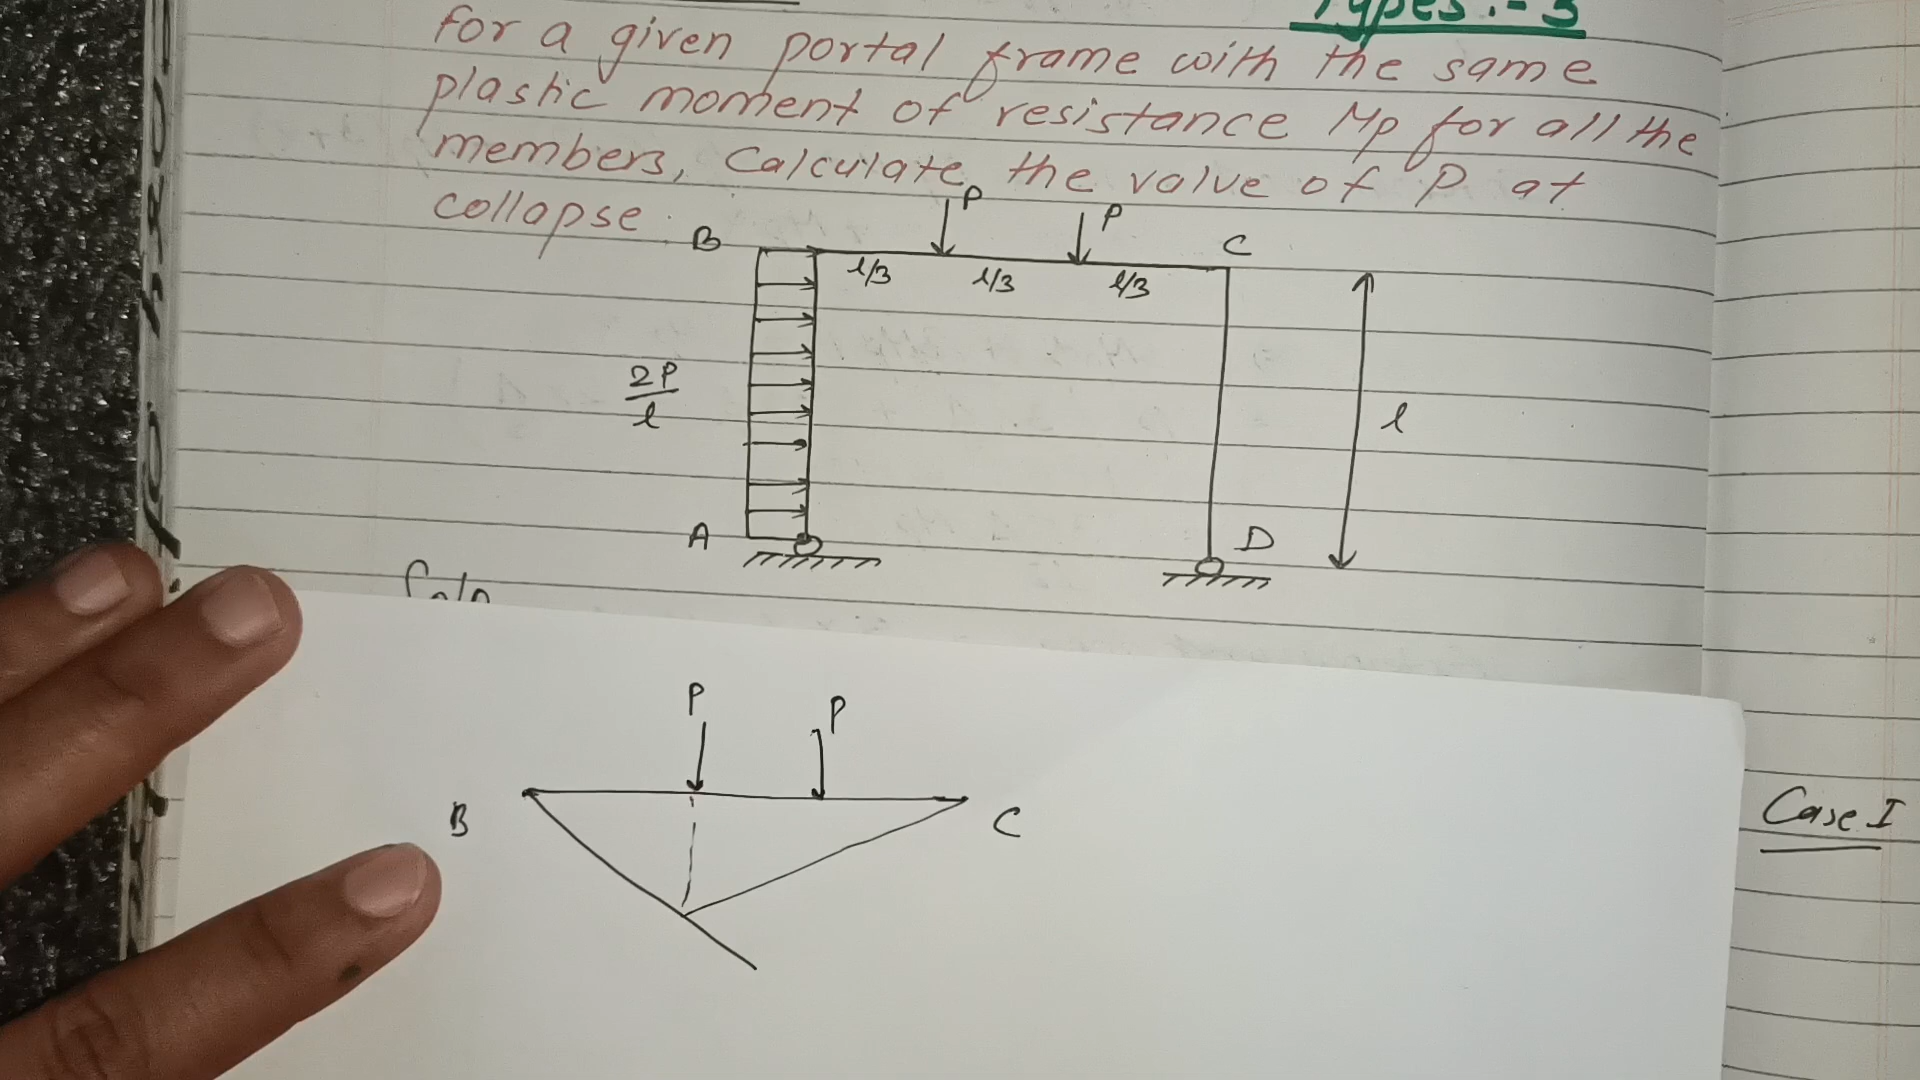 Types :- 3
for a given portal frame with the same
plastic moment of resistance Mp for all the
members, Calculate the value of P at
collapse.
P
P
B
C
l/3
l/3
l/3
2P/l
l
A
D
P
P
B
C
Case I